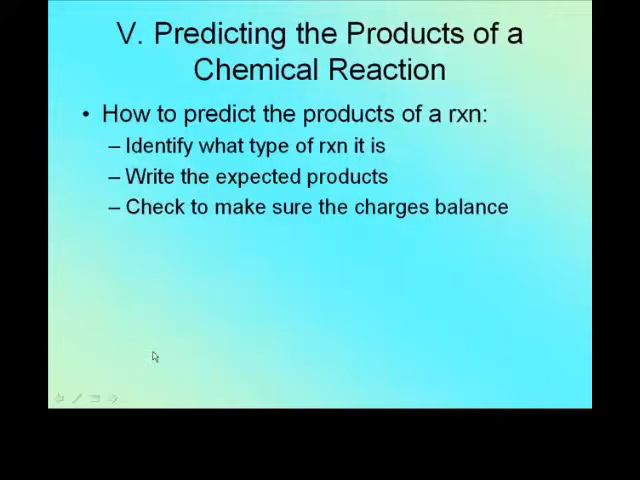 V. Predicting the Products of a
Chemical Reaction
• How to predict the products of a rxn:
– Identify what type of rxn it is
– Write the expected products
– Check to make sure the charges balance